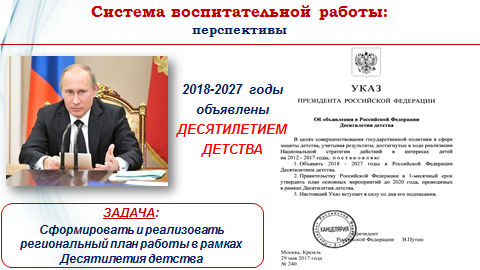 Система воспитательной работы:
перспективы
2018-2027 годы
объявлены
ДЕСЯТИЛЕТИЕМ
ДЕТСТВА
ЗАДАЧА:
Сформировать и реализовать
региональный план работы в рамках
Десятилетия детства
УКАЗ
ПРЕЗИДЕНТА РОССИЙСКОЙ ФЕДЕРАЦИИ
Об объявлении в Российской Федерации
Десятилетия детства
В целях совершенствования государственной политики в сфере
защиты детства, учитывая результаты, достигнутые в ходе реализации
Национальной стратегии действий в интересах детей
на 2012 - 2017 годы, постановляю:
1. Объявить 2018 - 2027 годы в Российской Федерации
Десятилетием детства.
2. Правительству Российской Федерации в 3-месячный срок
утвердить план основных мероприятий до 2020 года, проводимых
в рамках Десятилетия детства.
3. Настоящий Указ вступает в силу со дня его подписания.
Президент
Российской Федерации В.Путин
КАНЦЕЛЯРИЯ
Москва, Кремль
29 мая 2017 года
№ 240